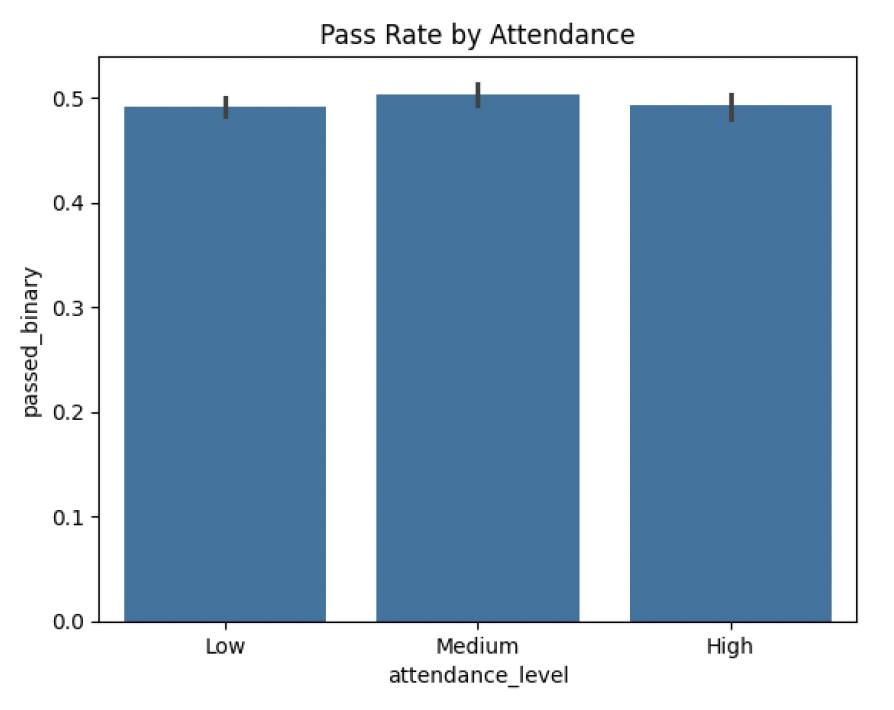 Pass Rate by Attendance
passed_binary
0.5
0.4
0.3
0.2
0.1
0.0
Low Medium High
attendance_level